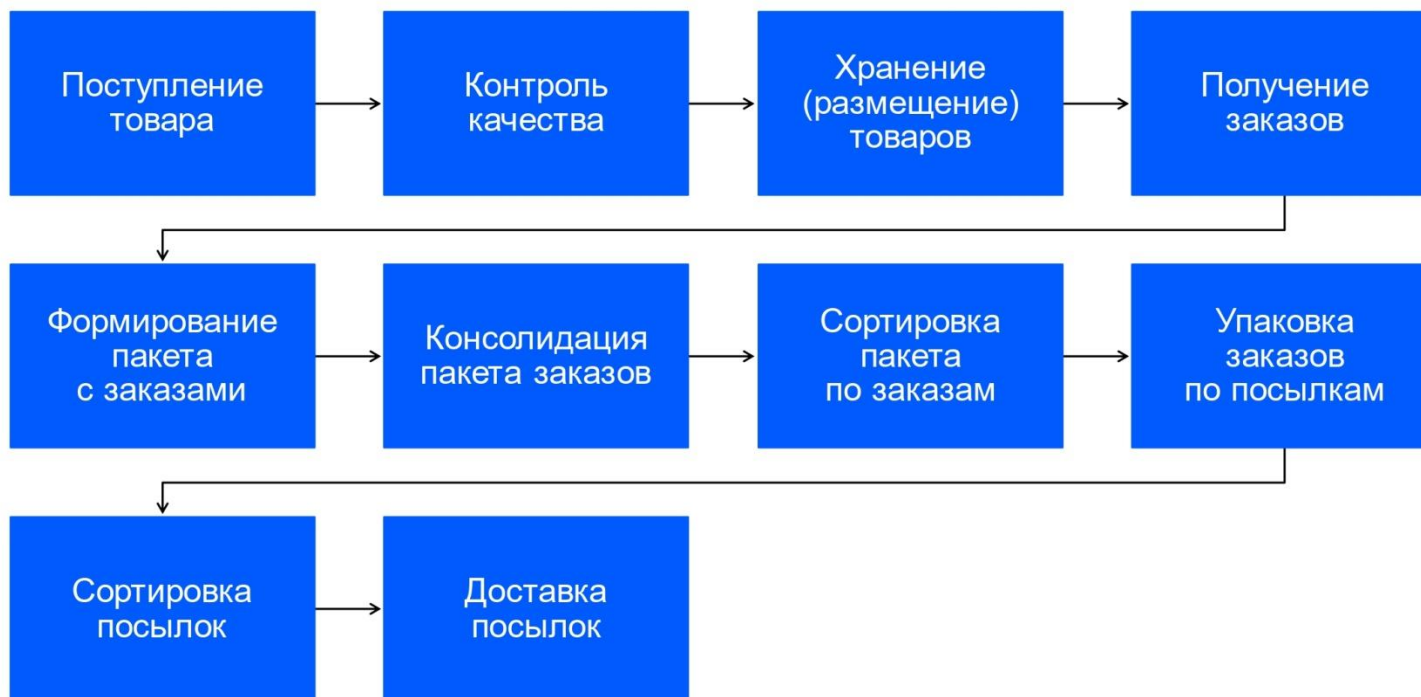 Поступление
товара
Контроль
качества
Хранение
(размещение)
товаров
Получение
заказов
Формирование
пакета
с заказами
Консолидация
пакета заказов
Сортировка
пакета
по заказам
Упаковка
заказов
по посылкам
Сортировка
посылок
Доставка
посылок